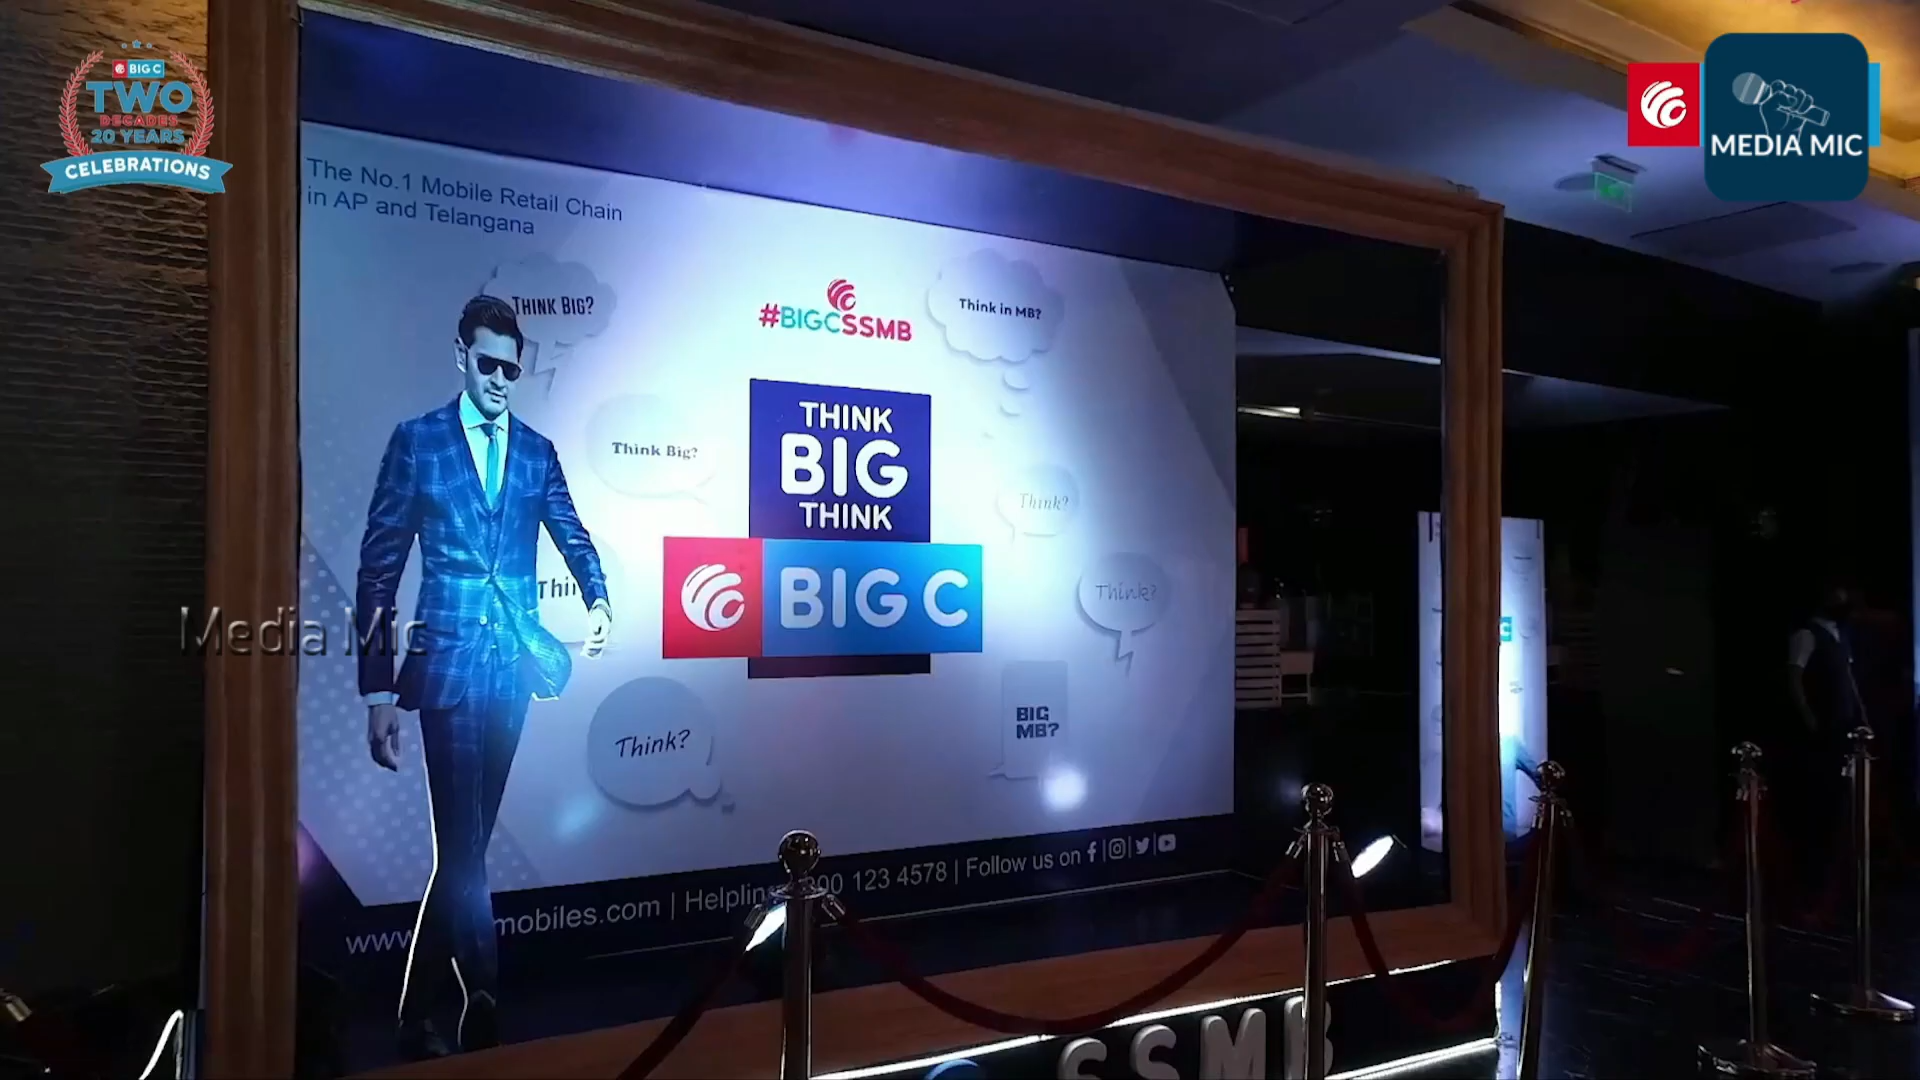 BIG C
TWO
DECADES
20 YEARS
CELEBRATIONS
MEDIA MIC
The No.1 Mobile Retail Chain
in AP and Telangana
THINK BIG?
#BIGCSSMB
Think in MB?
THINK
BIG
THINK
Think Big?
Think?
BIG C
Think?
Media Mic
Think?
BIG
MB?
mobiles.com | 123 4578 | Follow us on
SSMB